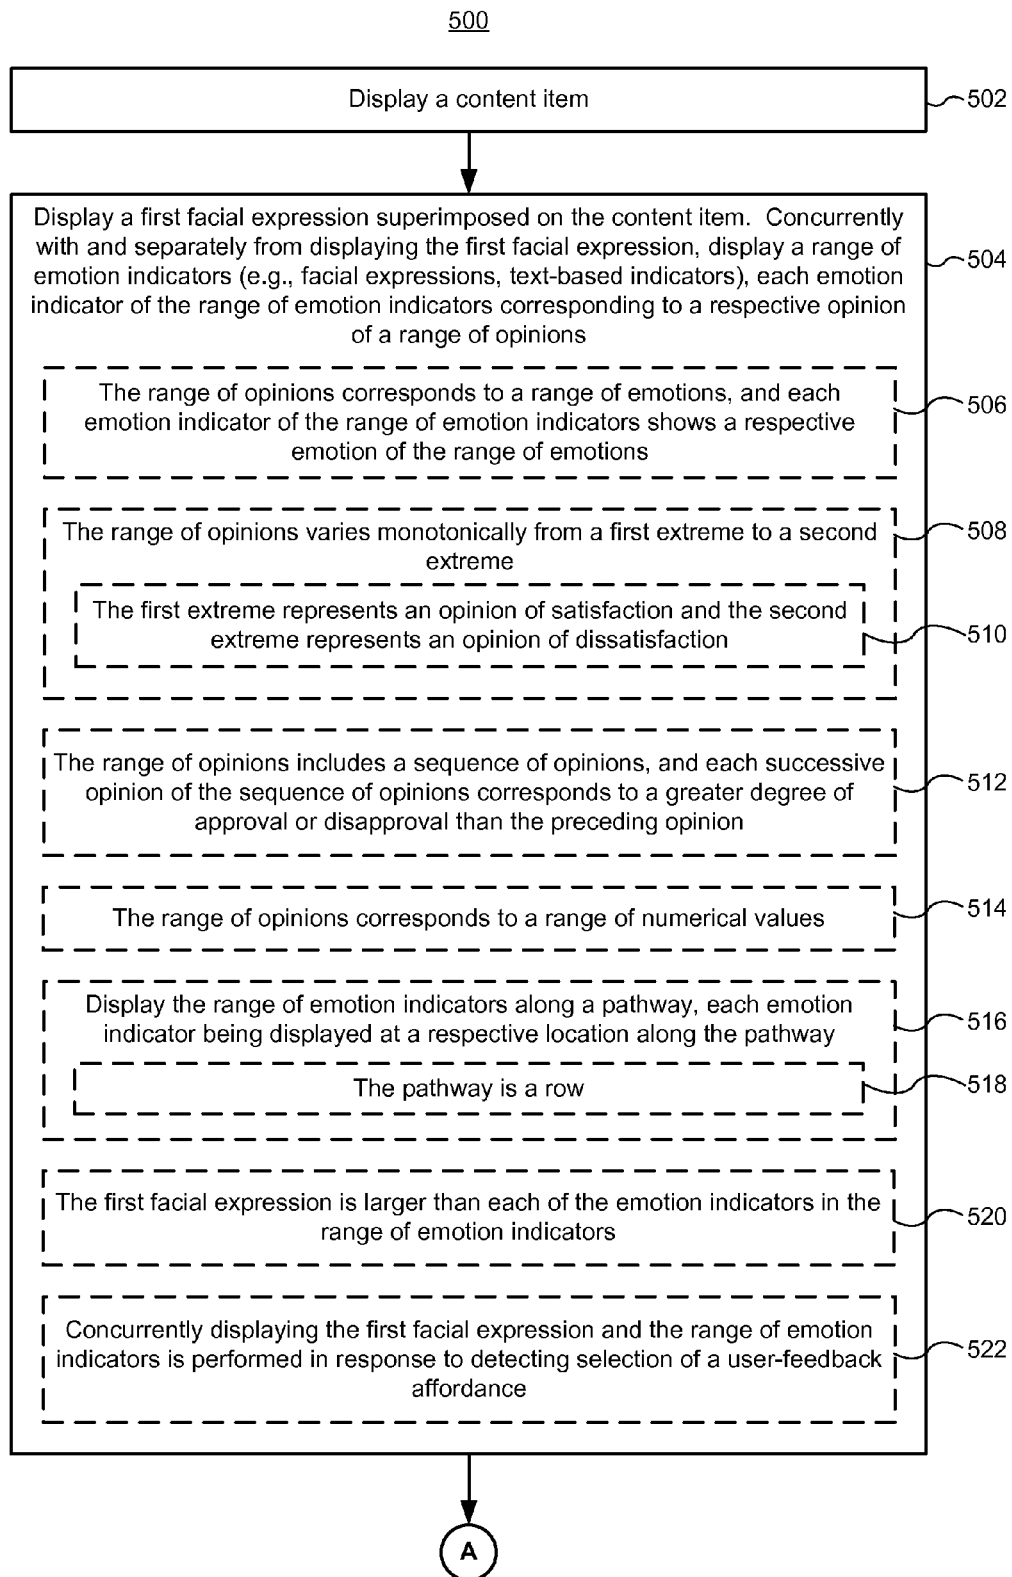 500
Display a content item
502
Display a first facial expression superimposed on the content item. Concurrently
with and separately from displaying the first facial expression, display a range of
emotion indicators (e.g., facial expressions, text-based indicators), each emotion
indicator of the range of emotion indicators corresponding to a respective opinion
of a range of opinions
504
The range of opinions corresponds to a range of emotions, and each
emotion indicator of the range of emotion indicators shows a respective
emotion of the range of emotions
506
The range of opinions varies monotonically from a first extreme to a second
extreme
508
The first extreme represents an opinion of satisfaction and the second
extreme represents an opinion of dissatisfaction
510
The range of opinions includes a sequence of opinions, and each successive
opinion of the sequence of opinions corresponds to a greater degree of
approval or disapproval than the preceding opinion
512
The range of opinions corresponds to a range of numerical values
514
Display the range of emotion indicators along a pathway, each emotion
indicator being displayed at a respective location along the pathway
516
The pathway is a row
518
The first facial expression is larger than each of the emotion indicators in the
range of emotion indicators
520
Concurrently displaying the first facial expression and the range of emotion
indicators is performed in response to detecting selection of a user-feedback
affordance
522
A